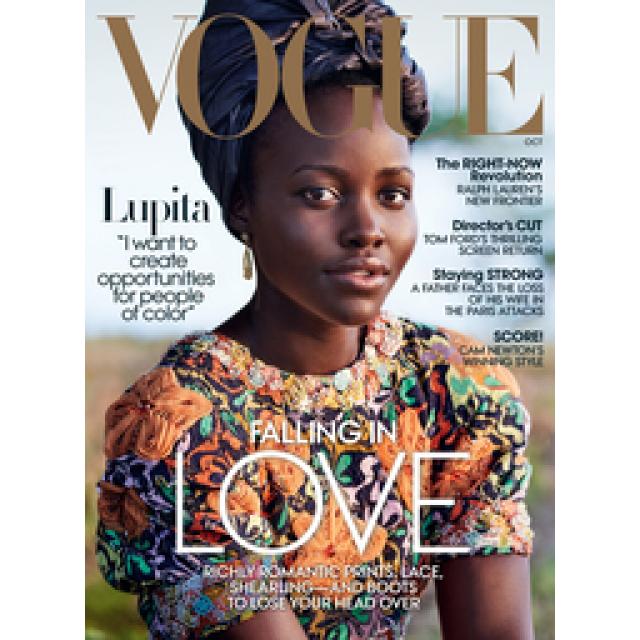 VOGUE
OCT
Lupita
"I want to
create
opportunities
for people
of color"
The RIGHT-NOW
Revolution
RALPH LAUREN'S
NEW FRONTIER
Director's CUT
TOM FORD'S THRILLING
SCREEN RETURN
Staying STRONG
A FATHER FACES THE LOSS
OF HIS WIFE IN
THE PARIS ATTACKS
SCORE!
CAM NEWTON'S
WINNING STYLE
FALLING IN
LOVE
RICHLY ROMANTIC PRINTS, LACE,
SHEARLING—AND BOOTS
TO LOSE YOUR HEAD OVER